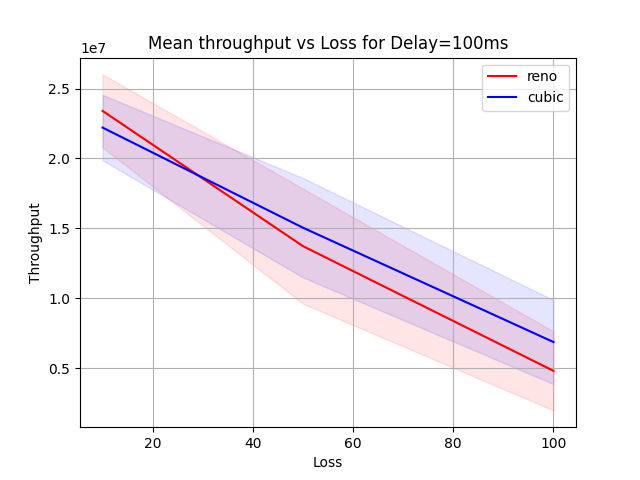 Mean throughput vs Loss for Delay=100ms
1e7
reno
cubic
2.5
2.0
1.5
1.0
0.5
Throughput
20 40 60 80 100
Loss